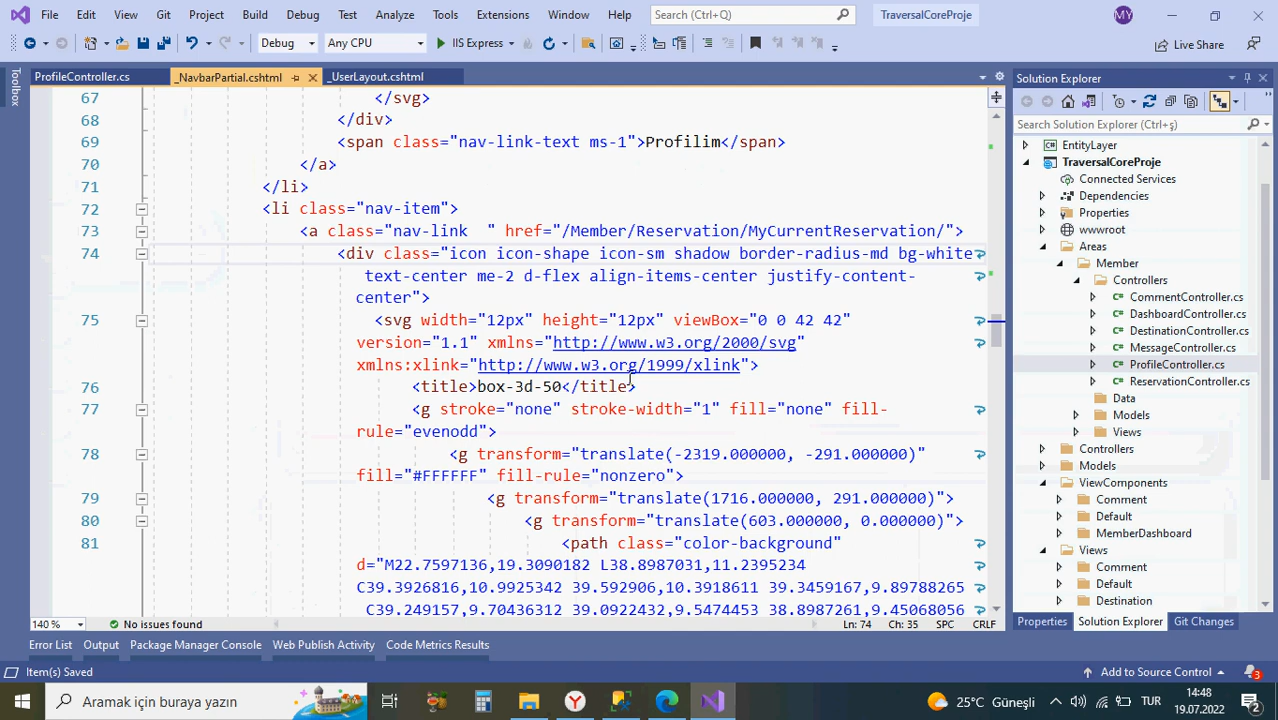 File Edit View Git Project Build Debug Test Analyze Tools Extensions Window Help Search (Ctrl+Q) TraversalCoreProje MY
Debug Any CPU IIS Express Live Share
Toolbox
ProfileController.cs _NavbarPartial.cshtml _UserLayout.cshtml
67 </svg>
68 </div>
69 <span class="nav-link-text ms-1">Profilim</span>
70 </a>
71 </li>
72 <li class="nav-item">
73 <a class="nav-link  " href="/Member/Reservation/MyCurrentReservation/">
74 <div class="icon icon-shape icon-sm shadow border-radius-md bg-white
text-center me-2 d-flex align-items-center justify-content-
center">
75 <svg width="12px" height="12px" viewBox="0 0 42 42"
version="1.1" xmlns="http://www.w3.org/2000/svg"
xmlns:xlink="http://www.w3.org/1999/xlink">
76 <title>box-3d-50</title>
77 <g stroke="none" stroke-width="1" fill="none" fill-
rule="evenodd">
78 <g transform="translate(-2319.000000, -291.000000)"
fill="#FFFFFF" fill-rule="nonzero">
79 <g transform="translate(1716.000000, 291.000000)">
80 <g transform="translate(603.000000, 0.000000)">
81 <path class="color-background"
d="M22.7597136,19.3090182 L38.8987031,11.2395234
C39.3926816,10.9925342 39.592906,10.3918611 39.3459167,9.89788265
C39.249157,9.70436312 39.0922432,9.5474453 38.8987261,9.45068056
140 % No issues found Ln: 74 Ch: 35 SPC CRLF
Solution Explorer
Search Solution Explorer (Ctrl+ş)
EntityLayer
TraversalCoreProje
Connected Services
Dependencies
Properties
wwwroot
Areas
Member
Controllers
CommentController.cs
DashboardController.cs
DestinationController.cs
MessageController.cs
ProfileController.cs
ReservationController.cs
Data
Models
Views
Controllers
Models
ViewComponents
Comment
Default
MemberDashboard
Views
Comment
Default
Destination
Properties Solution Explorer Git Changes
Error List Output Package Manager Console Web Publish Activity Code Metrics Results
Item(s) Saved Add to Source Control 3
Aramak için buraya yazın 25°C Güneşli TUR 14:48
19.07.2022 2